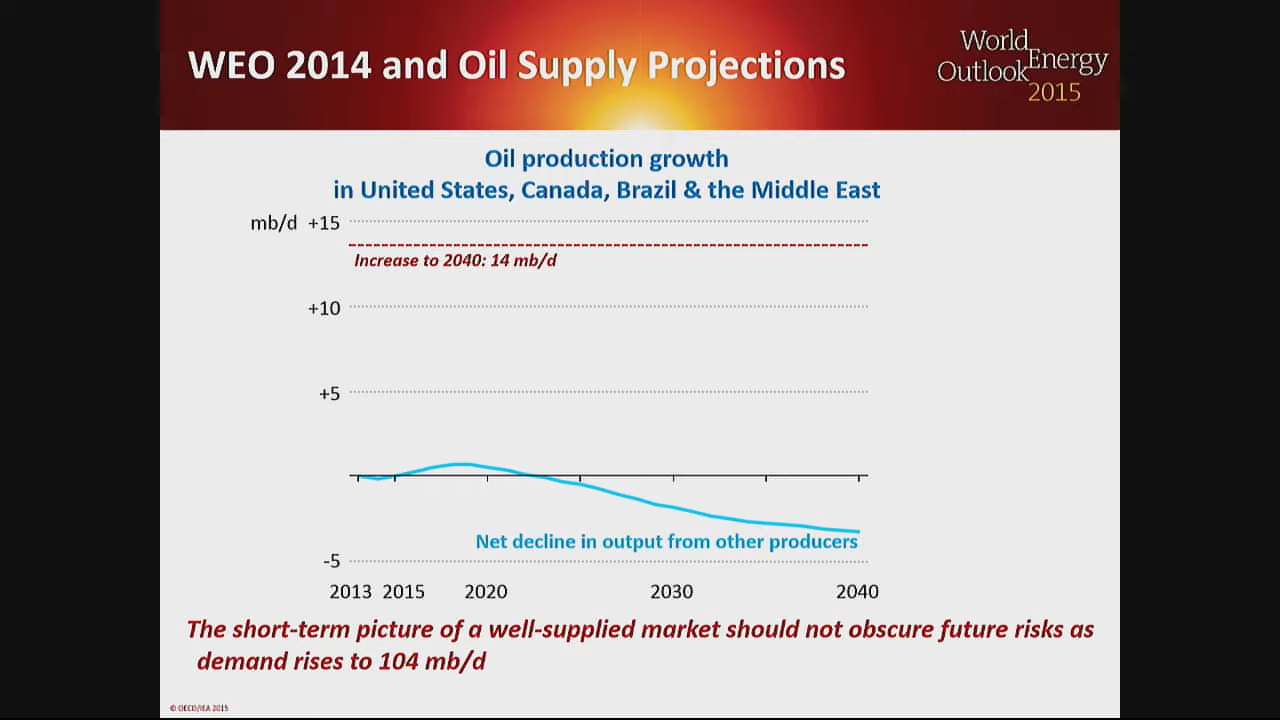 WEO 2014 and Oil Supply Projections
World Energy Outlook
2015
Oil production growth
in United States, Canada, Brazil & the Middle East
mb/d +15
Increase to 2040: 14 mb/d
+10
+5
Net decline in output from other producers
-5
2013 2015 2020 2030 2040
The short-term picture of a well-supplied market should not obscure future risks as
demand rises to 104 mb/d
© OECD/IEA 2015